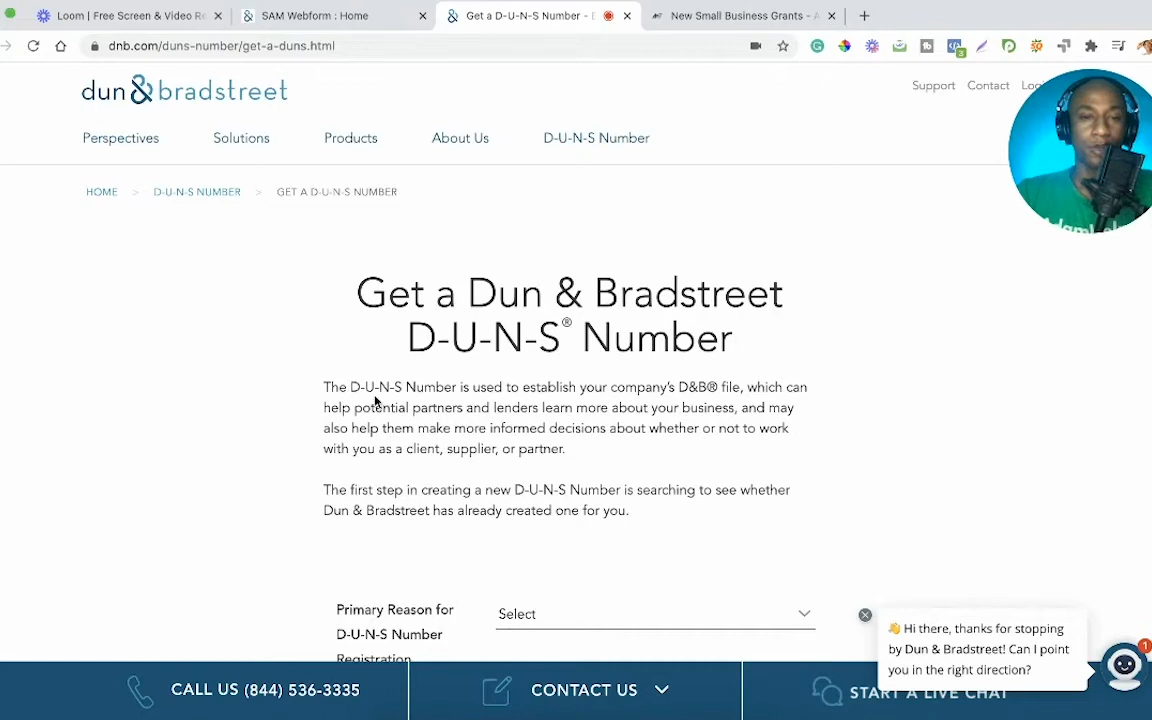 Loom | Free Screen & Video Re
SAM Webform : Home
Get a D-U-N-S Number -
New Small Business Grants -
dnb.com/duns-number/get-a-duns.html
3
dun & bradstreet
Support Contact
Perspectives Solutions Products About Us D-U-N-S Number
HOME > D-U-N-S NUMBER > GET A D-U-N-S NUMBER
Get a Dun & Bradstreet
D-U-N-S® Number
The D-U-N-S Number is used to establish your company's D&B® file, which can
help potential partners and lenders learn more about your business, and may
also help them make more informed decisions about whether or not to work
with you as a client, supplier, or partner.
The first step in creating a new D-U-N-S Number is searching to see whether
Dun & Bradstreet has already created one for you.
Primary Reason for
D-U-N-S Number
Registration
Select
👋 Hi there, thanks for stopping
by Dun & Bradstreet! Can I point
you in the right direction?
1
CALL US (844) 536-3335
CONTACT US
START A LIVE CHAT